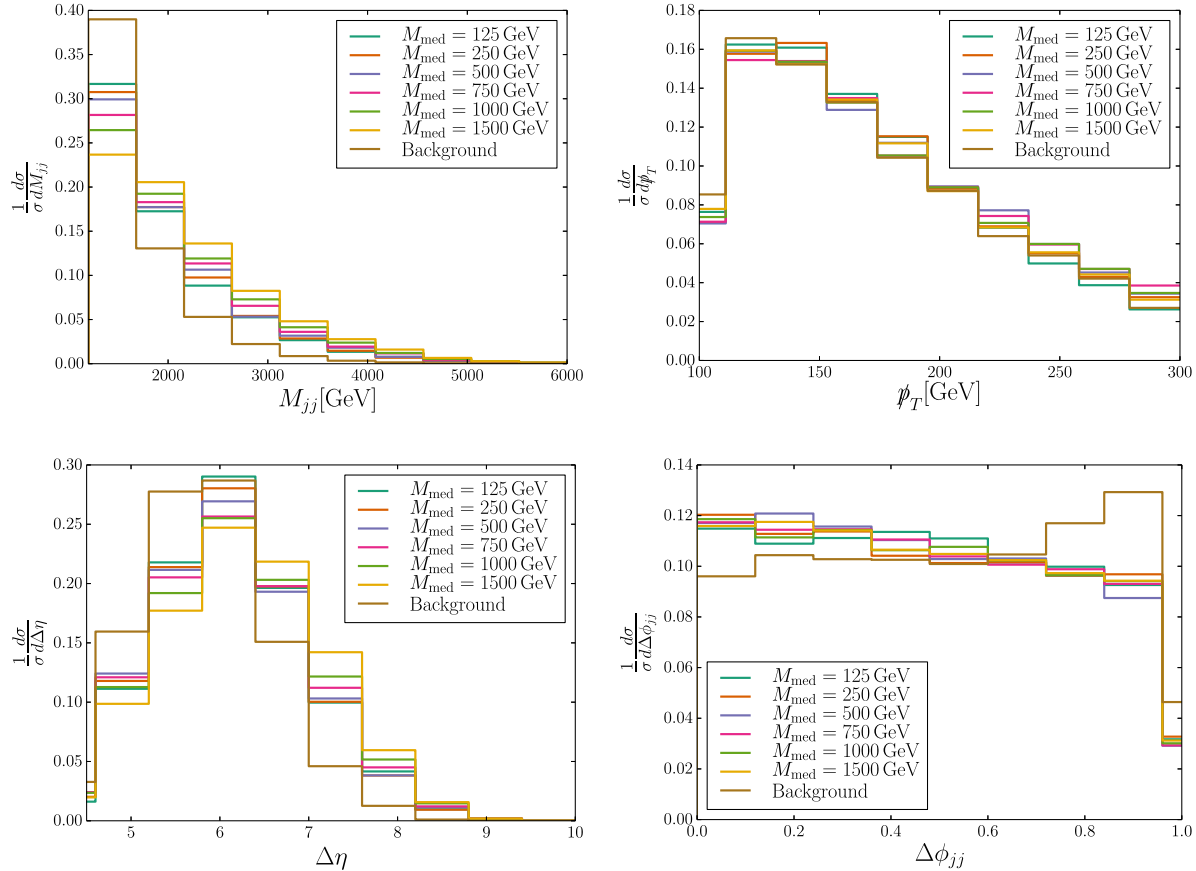 0.40
0.35
0.30
0.25
0.20
0.15
0.10
0.05
0.00
2000 3000 4000 5000 6000
M_jj[GeV]
1/σ dσ/dM_jj
M_med = 125 GeV
M_med = 250 GeV
M_med = 500 GeV
M_med = 750 GeV
M_med = 1000 GeV
M_med = 1500 GeV
Background
0.18
0.16
0.14
0.12
0.10
0.08
0.06
0.04
0.02
0.00
100 150 200 250 300
p̸_T[GeV]
1/σ dσ/dp̸_T
M_med = 125 GeV
M_med = 250 GeV
M_med = 500 GeV
M_med = 750 GeV
M_med = 1000 GeV
M_med = 1500 GeV
Background
0.30
0.25
0.20
0.15
0.10
0.05
0.00
5 6 7 8 9 10
Δη
1/σ dσ/dΔη
M_med = 125 GeV
M_med = 250 GeV
M_med = 500 GeV
M_med = 750 GeV
M_med = 1000 GeV
M_med = 1500 GeV
Background
0.14
0.12
0.10
0.08
0.06
0.04
0.02
0.00
0.0 0.2 0.4 0.6 0.8 1.0
Δϕ_jj
1/σ dσ/dΔϕ_jj
M_med = 125 GeV
M_med = 250 GeV
M_med = 500 GeV
M_med = 750 GeV
M_med = 1000 GeV
M_med = 1500 GeV
Background